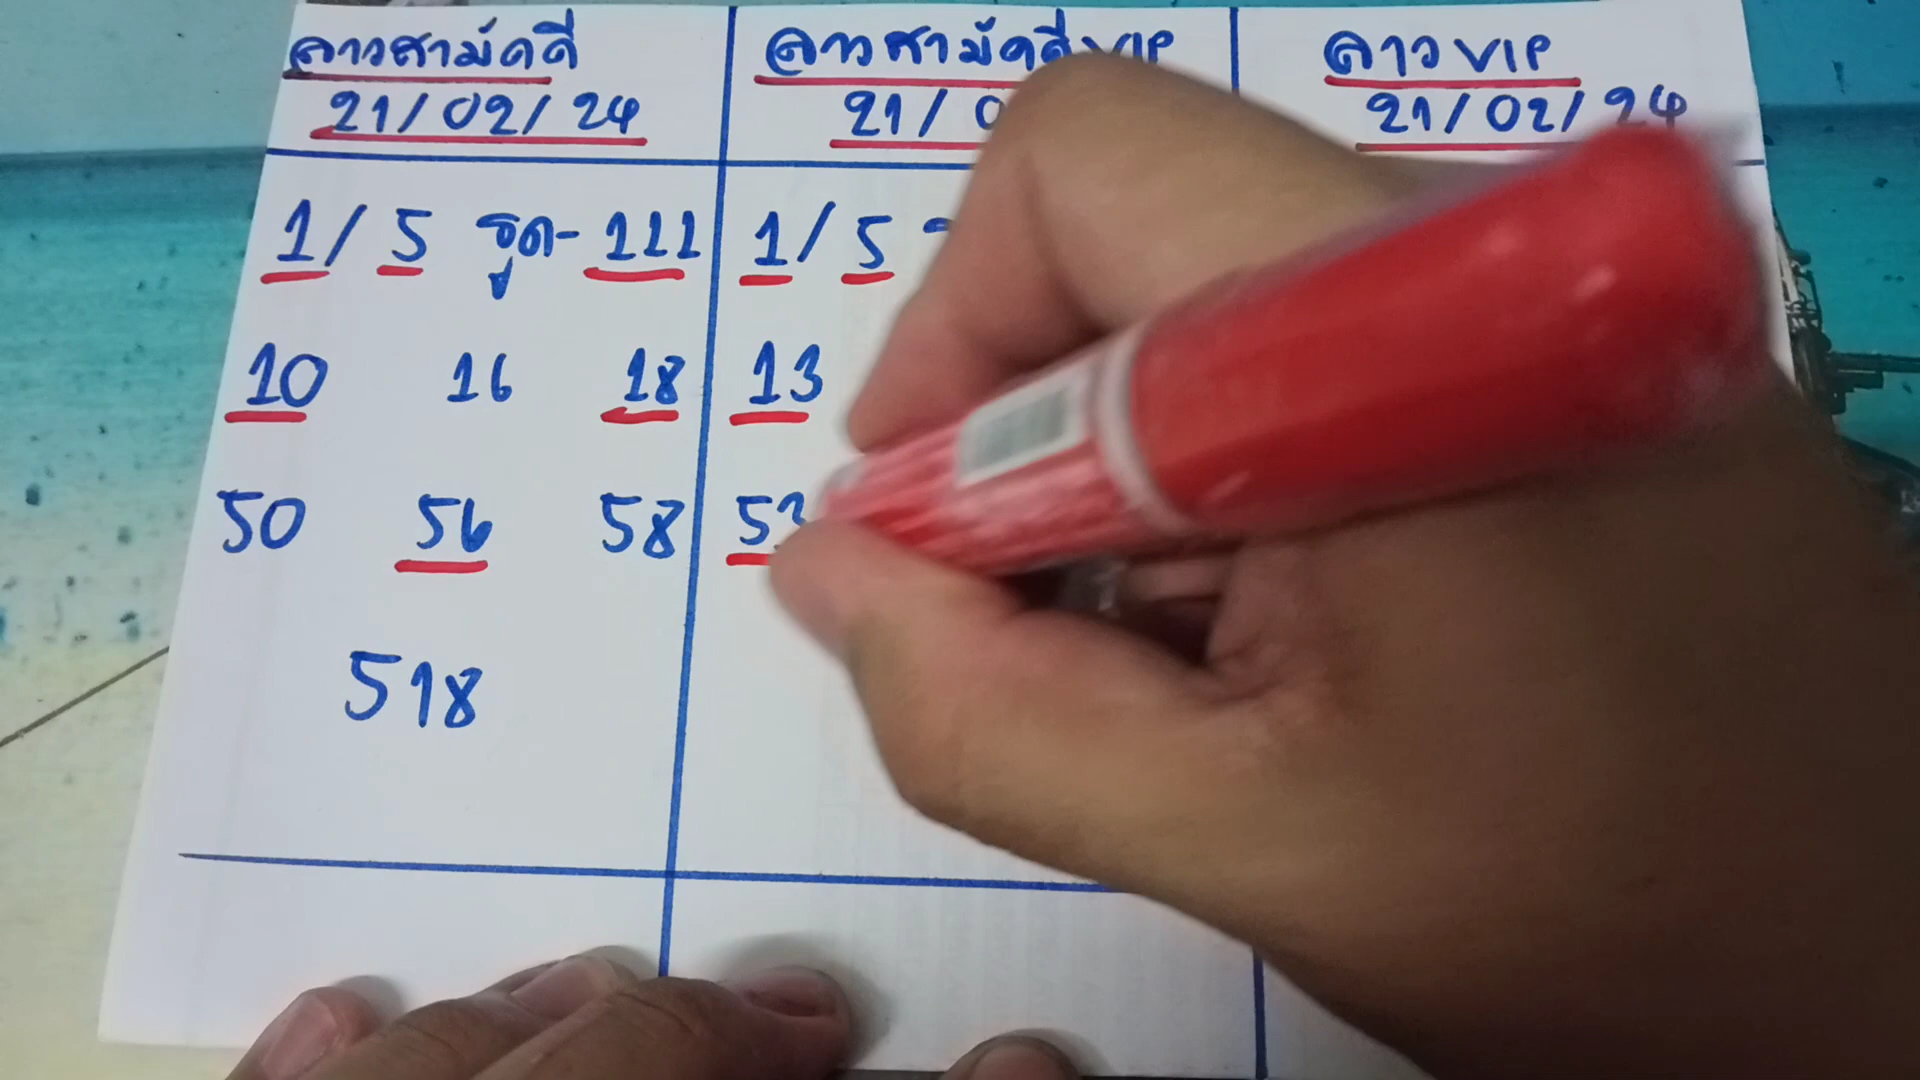 ลาวสามัคคี
21/02/24
1/5 รูด-111
10 16 18
50 56 58
518
ลาวสามัคคี VIP
21/0
1/5
13
53
ลาว VIP
21/02/24